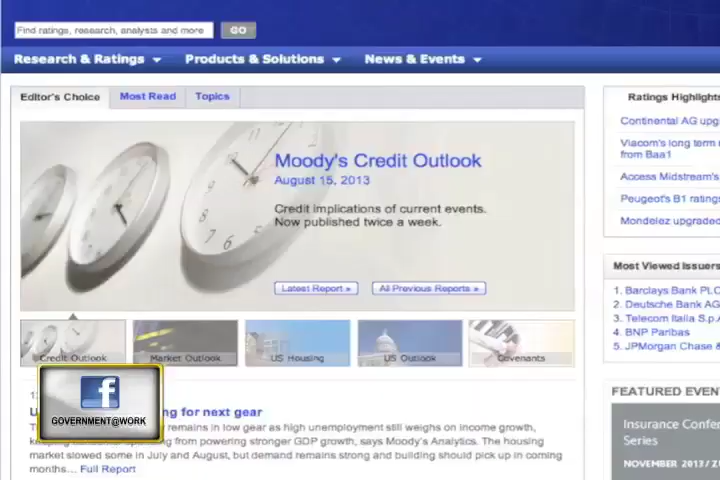 Find ratings, research, analysts and more
GO
Research & Ratings
Products & Solutions
News & Events
Editor's Choice
Most Read
Topics
Moody's Credit Outlook
August 15, 2013
Credit implications of current events.
Now published twice a week.
Latest Report »
All Previous Reports »
Credit Outlook
Market Outlook
US Housing
US Outlook
Covenants
ng for next gear
remains in low gear as high unemployment still weighs on income growth,
ing from powering stronger GDP growth, says Moody's Analytics. The housing
market slowed some in July and August, but demand remains strong and building should pick up in coming
months... Full Report
GOVERNMENT@WORK
Ratings Highlights
Continental AG upg
Viacom's long term r
from Baa1
Access Midstream's
Peugeot's B1 ratings
Mondelez upgraded
Most Viewed Issuers
1. Barclays Bank PLC
2. Deutsche Bank AG
3. Telecom Italia S.p.A
4. BNP Paribas
5. JPMorgan Chase &
FEATURED EVEN
Insurance Confer
Series
NOVEMBER 2013 /